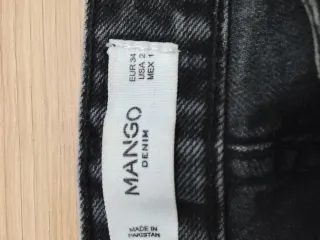 EUR 34
USA 2
MEX 1
MANGO
DENIM
MADE IN
PAKISTAN